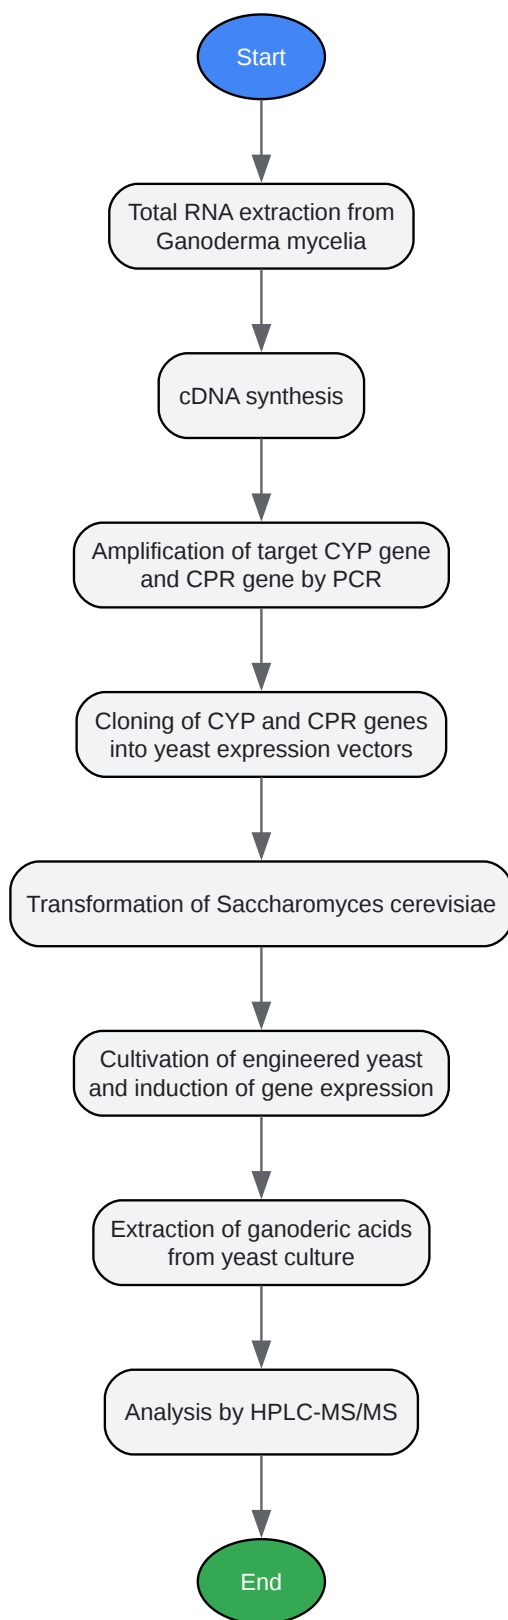 Start
Total RNA extraction from
Ganoderma mycelia
cDNA synthesis
Amplification of target CYP gene
and CPR gene by PCR
Cloning of CYP and CPR genes
into yeast expression vectors
Transformation of Saccharomyces cerevisiae
Cultivation of engineered yeast
and induction of gene expression
Extraction of ganoderic acids
from yeast culture
Analysis by HPLC-MS/MS
End